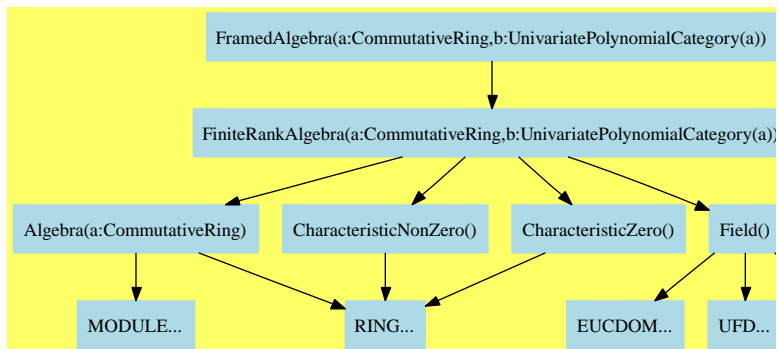 FramedAlgebra(a:CommutativeRing,b:UnivariatePolynomialCategory(a))
FiniteRankAlgebra(a:CommutativeRing,b:UnivariatePolynomialCategory(a))
Algebra(a:CommutativeRing)
CharacteristicNonZero()
CharacteristicZero()
Field()
MODULE...
RING...
EUCDOM...
UFD...